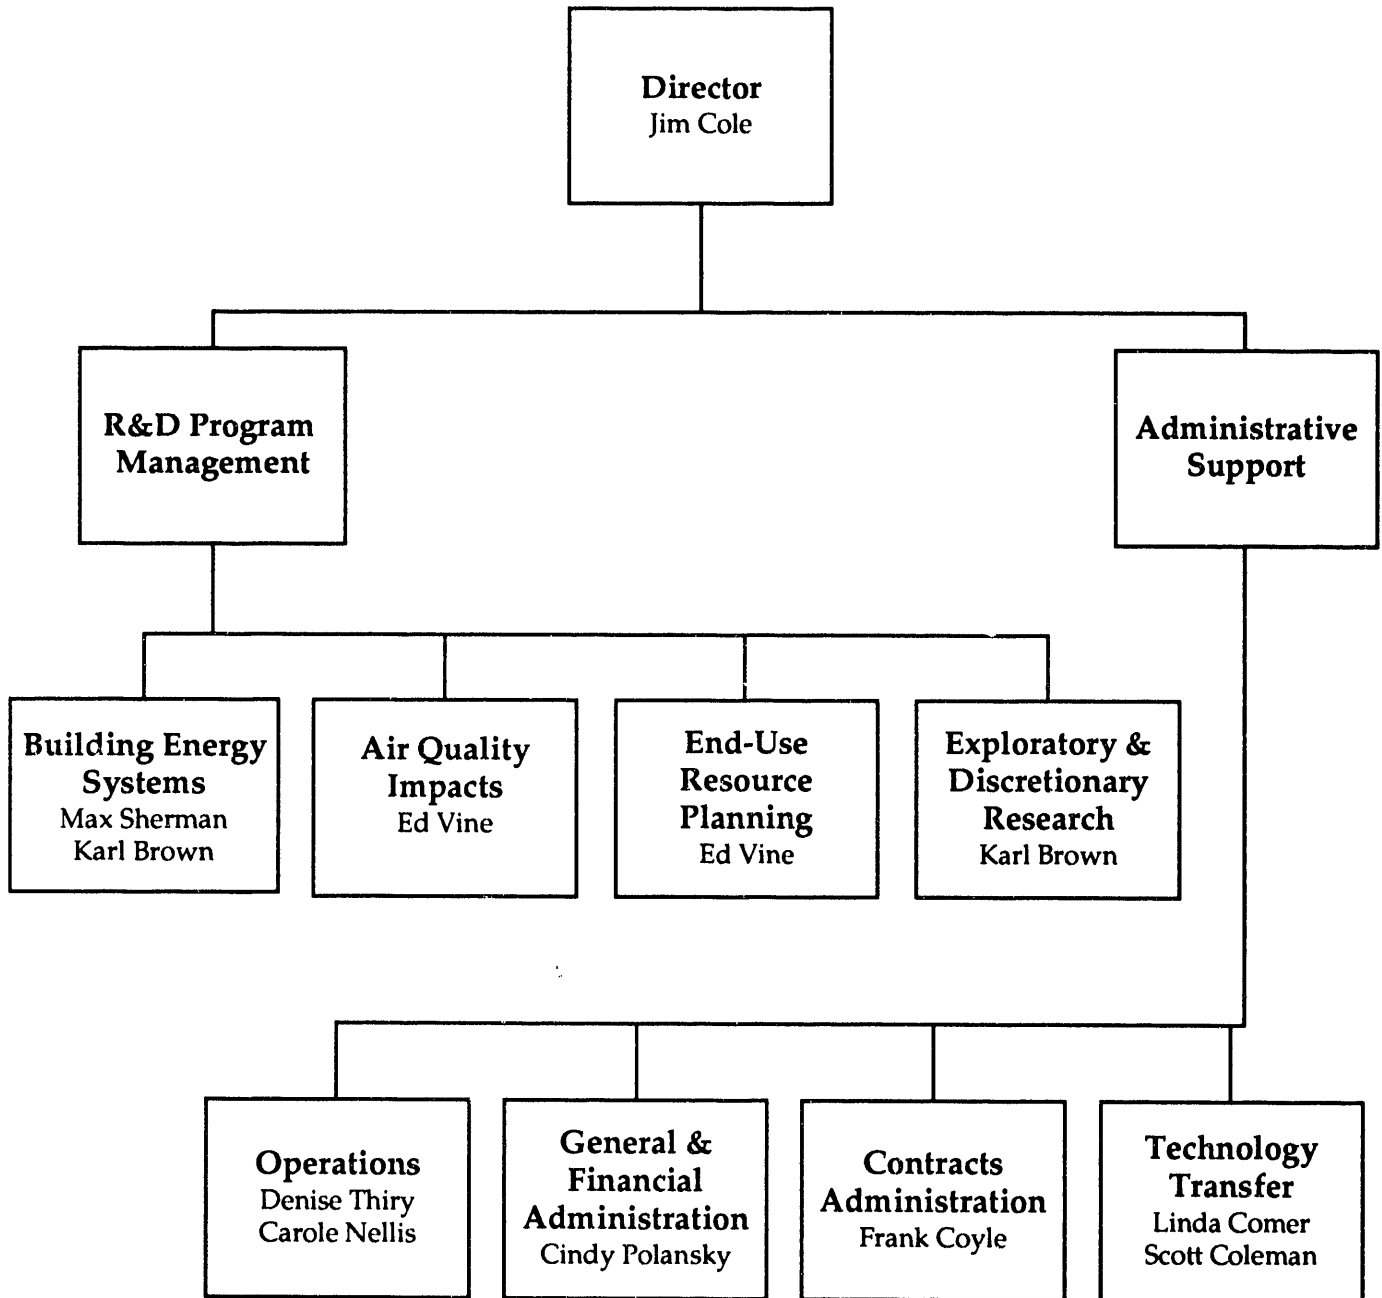 Director
Jim Cole
R&D Program
Management
Administrative
Support
Building Energy
Systems
Max Sherman
Karl Brown
Air Quality
Impacts
Ed Vine
End-Use
Resource
Planning
Ed Vine
Exploratory &
Discretionary
Research
Karl Brown
Operations
Denise Thiry
Carole Nellis
General &
Financial
Administration
Cindy Polansky
Contracts
Administration
Frank Coyle
Technology
Transfer
Linda Comer
Scott Coleman